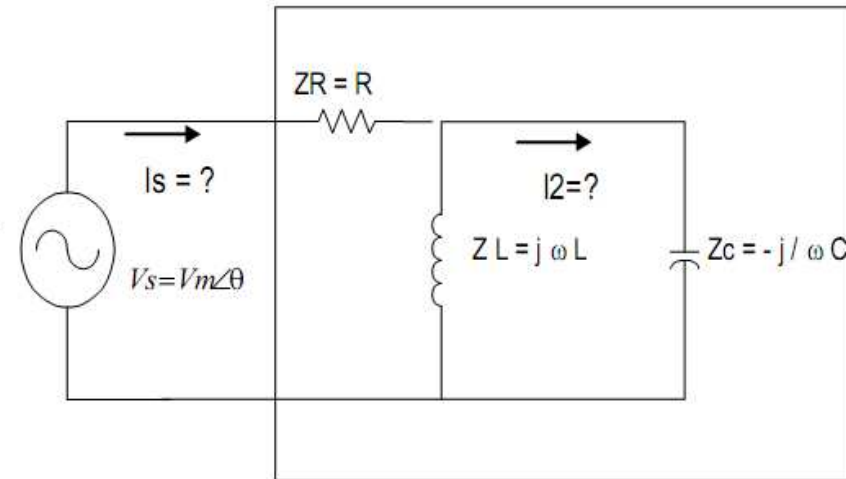 ZR = R
Is = ?
I2=?
Vs=Vm∠θ
Z L = j ω L
Zc = - j / ω C